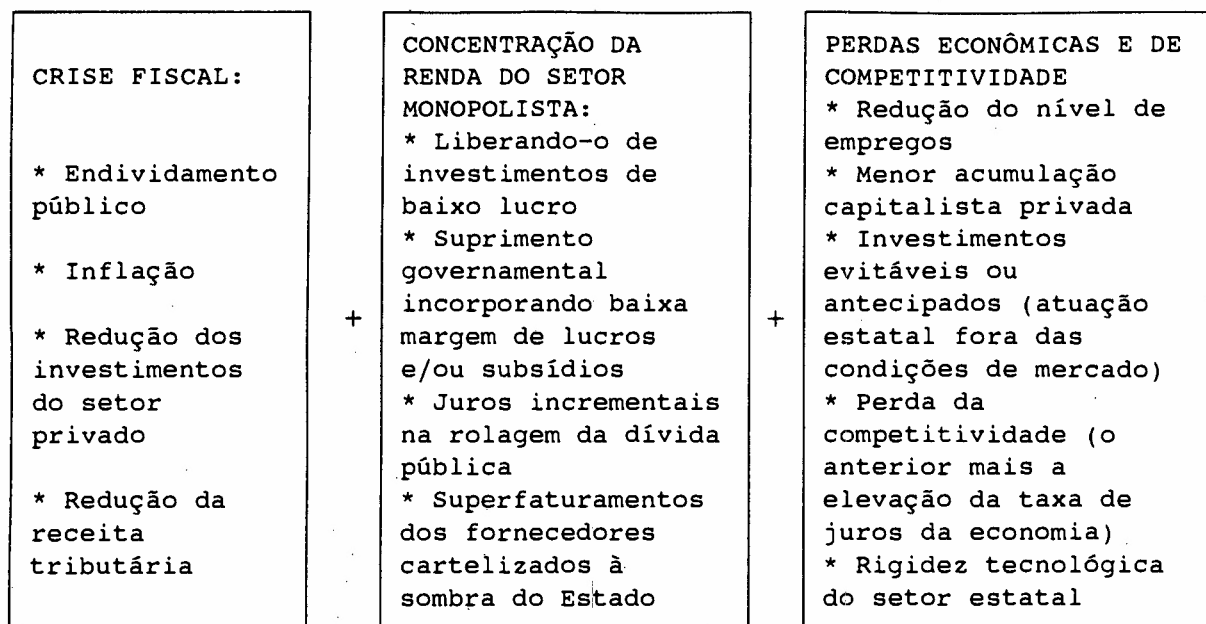 CRISE FISCAL:
* Endividamento
público
* Inflação
* Redução dos
investimentos
do setor
privado
* Redução da
receita
tributária
+
CONCENTRAÇÃO DA
RENDA DO SETOR
MONOPOLISTA:
* Liberando-o de
investimentos de
baixo lucro
* Suprimento
governamental
incorporando baixa
margem de lucros
e/ou subsídios
* Juros incrementais
na rolagem da dívida
pública
* Superfaturamentos
dos fornecedores
cartelizados à
sombra do Estado
+
PERDAS ECONÔMICAS E DE
COMPETITIVIDADE
* Redução do nível de
empregos
* Menor acumulação
capitalista privada
* Investimentos
evitáveis ou
antecipados (atuação
estatal fora das
condições de mercado)
* Perda da
competitividade (o
anterior mais a
elevação da taxa de
juros da economia)
* Rigidez tecnológica
do setor estatal